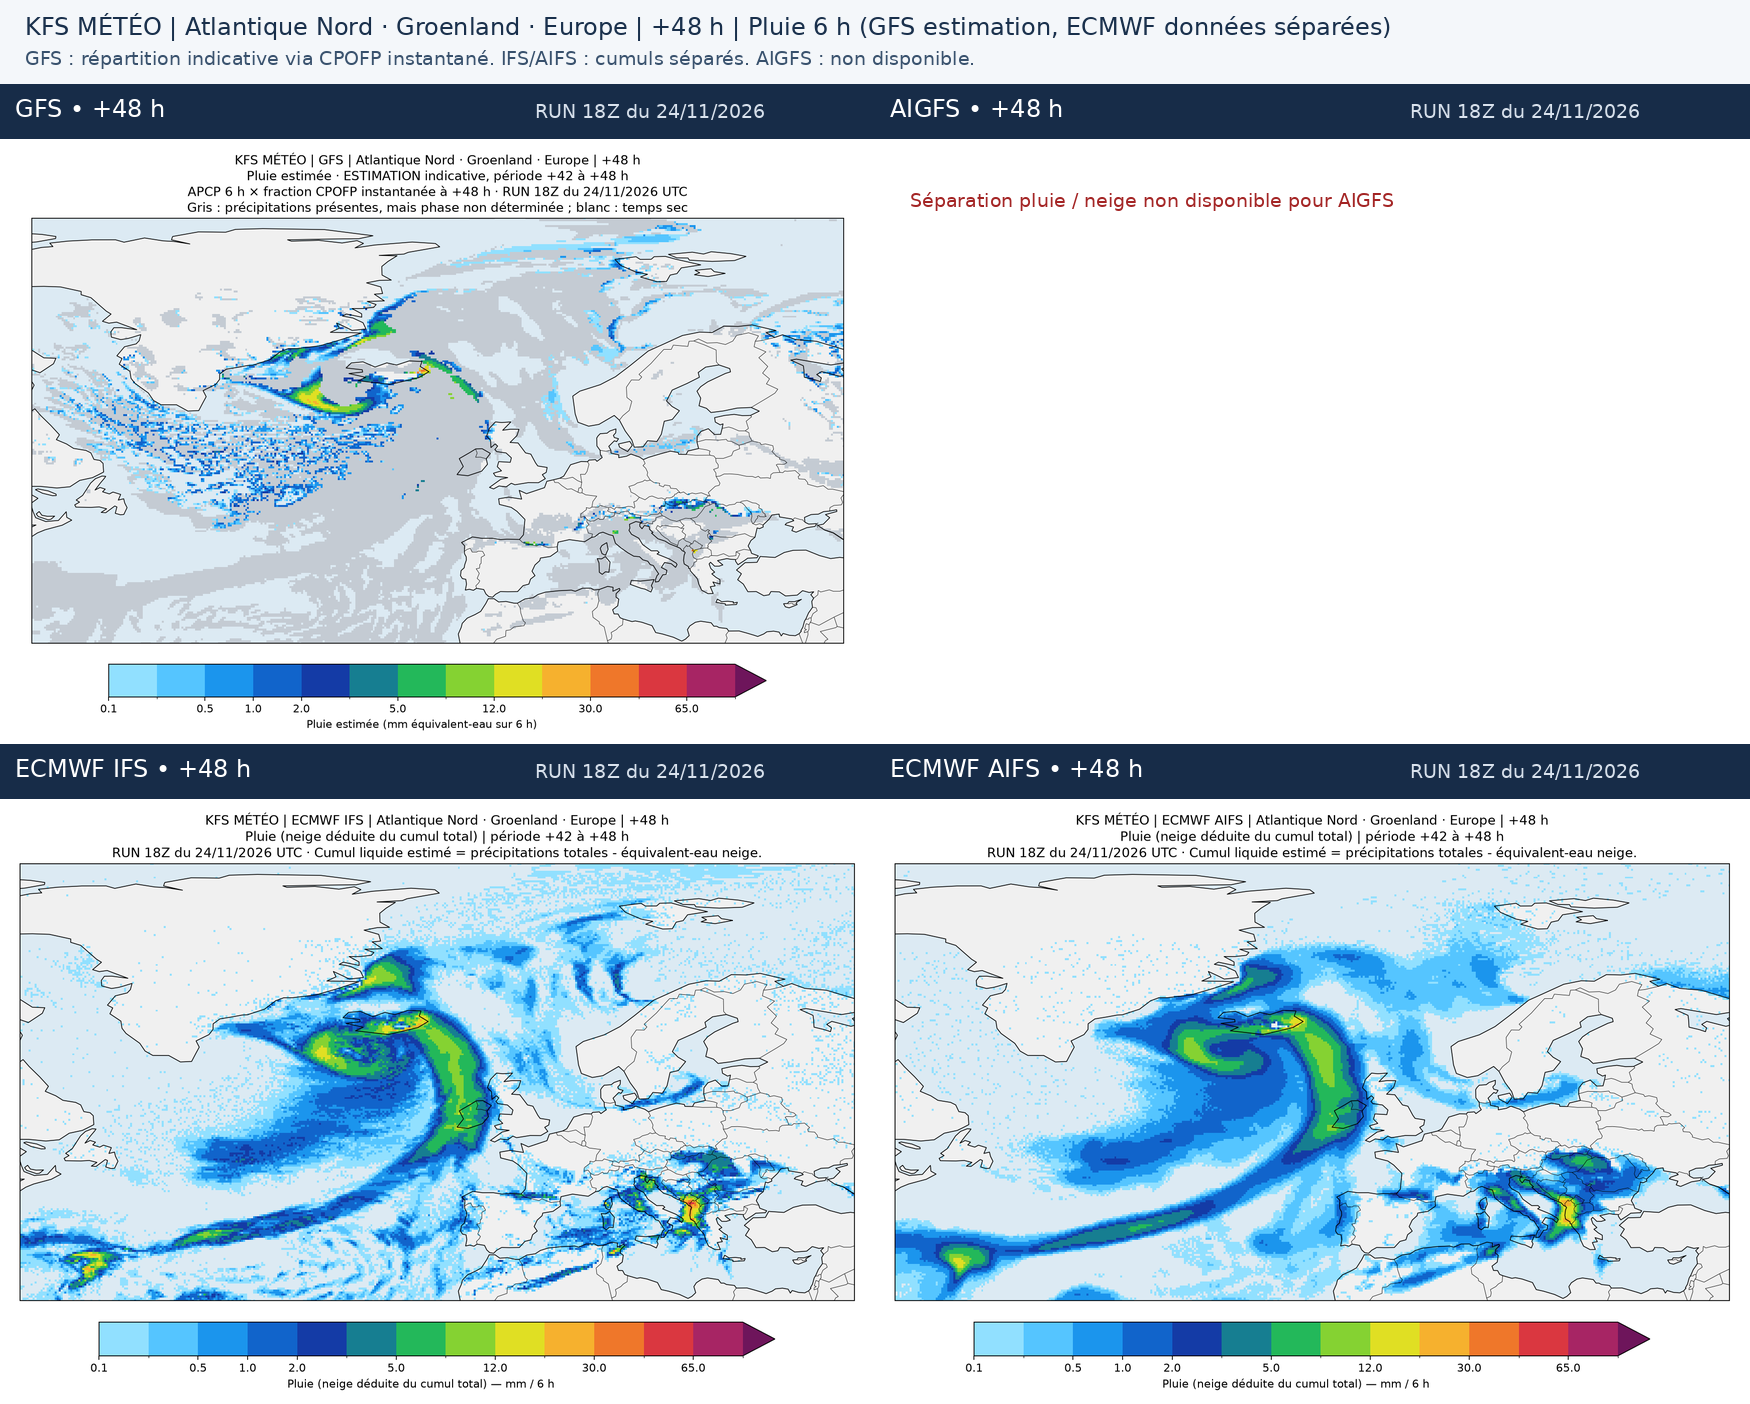 KFS MÉTÉO | Atlantique Nord · Groenland · Europe | +48 h | Pluie 6 h (GFS estimation, ECMWF données séparées)
GFS : répartition indicative via CPOFP instantané. IFS/AIFS : cumuls séparés. AIGFS : non disponible.
GFS • +48 h
RUN 18Z du 24/11/2026
AIGFS • +48 h
RUN 18Z du 24/11/2026
KFS MÉTÉO | GFS | Atlantique Nord · Groenland · Europe | +48 h
Pluie estimée · ESTIMATION indicative, période +42 à +48 h
APCP 6 h × fraction CPOFP instantanée à +48 h · RUN 18Z du 24/11/2026 UTC
Gris : précipitations présentes, mais phase non déterminée ; blanc : temps sec
Séparation pluie / neige non disponible pour AIGFS
0.1 0.5 1.0 2.0 5.0 12.0 30.0 65.0
Pluie estimée (mm équivalent-eau sur 6 h)
ECMWF IFS • +48 h
RUN 18Z du 24/11/2026
ECMWF AIFS • +48 h
RUN 18Z du 24/11/2026
KFS MÉTÉO | ECMWF IFS | Atlantique Nord · Groenland · Europe | +48 h
Pluie (neige déduite du cumul total) | période +42 à +48 h
RUN 18Z du 24/11/2026 UTC · Cumul liquide estimé = précipitations totales - équivalent-eau neige.
0.1 0.5 1.0 2.0 5.0 12.0 30.0 65.0
Pluie (neige déduite du cumul total) — mm / 6 h
KFS MÉTÉO | ECMWF AIFS | Atlantique Nord · Groenland · Europe | +48 h
Pluie (neige déduite du cumul total) | période +42 à +48 h
RUN 18Z du 24/11/2026 UTC · Cumul liquide estimé = précipitations totales - équivalent-eau neige.
0.1 0.5 1.0 2.0 5.0 12.0 30.0 65.0
Pluie (neige déduite du cumul total) — mm / 6 h